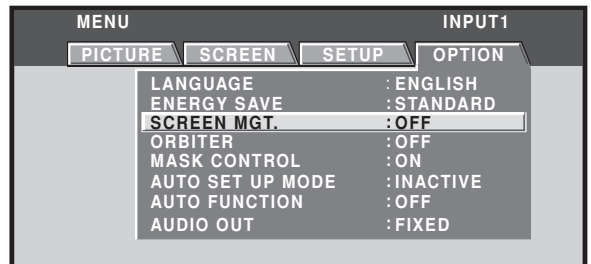 MENU INPUT1
PICTURE SCREEN SETUP OPTION
LANGUAGE :ENGLISH
ENERGY SAVE :STANDARD
SCREEN MGT. :OFF
ORBITER :OFF
MASK CONTROL :ON
AUTO SET UP MODE :INACTIVE
AUTO FUNCTION :OFF
AUDIO OUT :FIXED